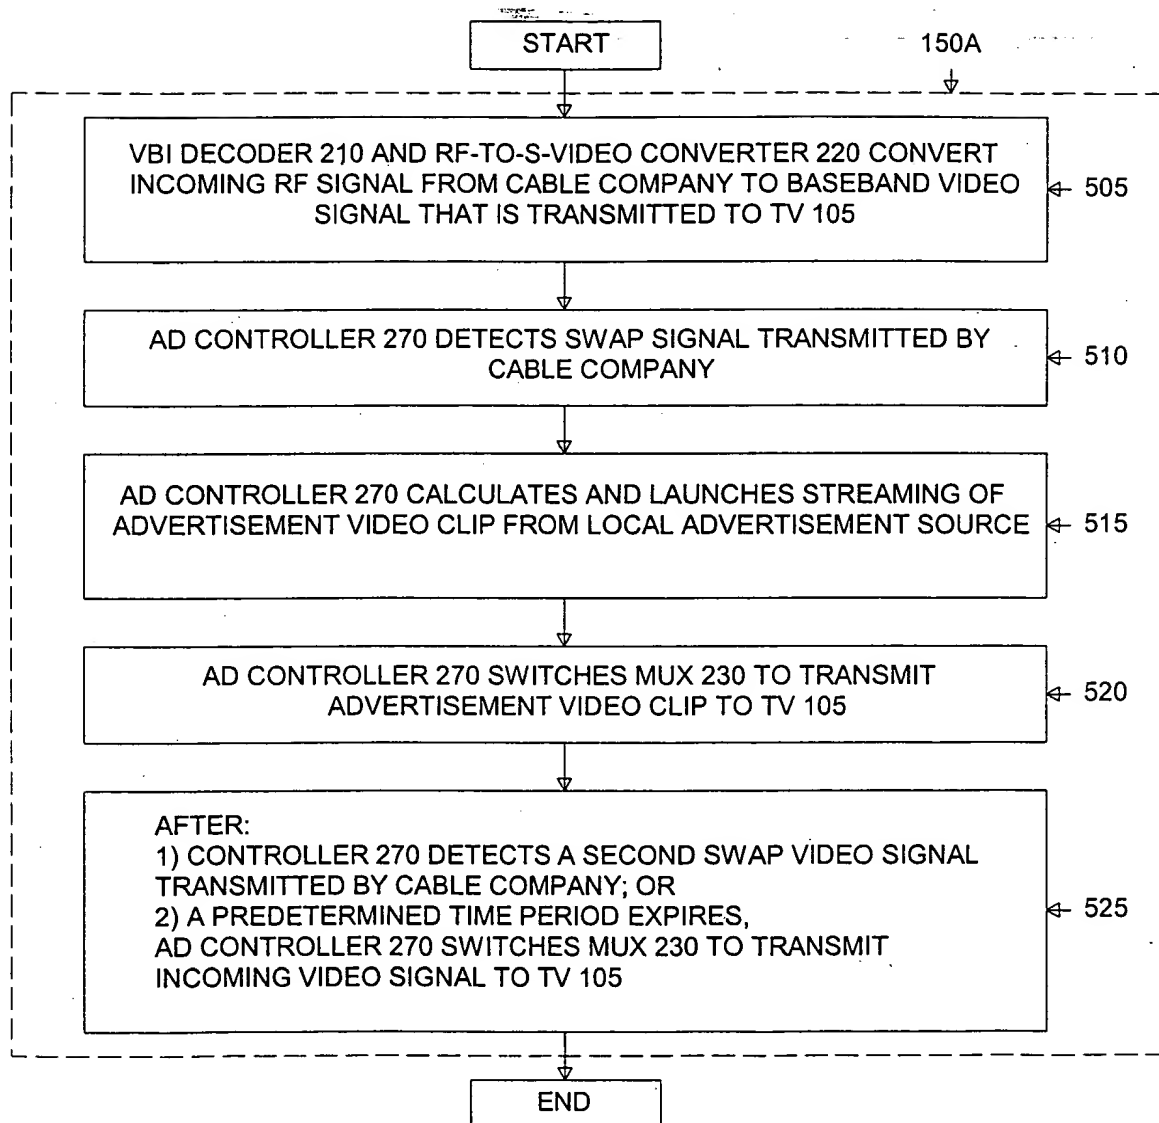 START
150A
VBI DECODER 210 AND RF-TO-S-VIDEO CONVERTER 220 CONVERT
INCOMING RF SIGNAL FROM CABLE COMPANY TO BASEBAND VIDEO
SIGNAL THAT IS TRANSMITTED TO TV 105
505
AD CONTROLLER 270 DETECTS SWAP SIGNAL TRANSMITTED BY
CABLE COMPANY
510
AD CONTROLLER 270 CALCULATES AND LAUNCHES STREAMING OF
ADVERTISEMENT VIDEO CLIP FROM LOCAL ADVERTISEMENT SOURCE
515
AD CONTROLLER 270 SWITCHES MUX 230 TO TRANSMIT
ADVERTISEMENT VIDEO CLIP TO TV 105
520
AFTER:
1) CONTROLLER 270 DETECTS A SECOND SWAP VIDEO SIGNAL
TRANSMITTED BY CABLE COMPANY; OR
2) A PREDETERMINED TIME PERIOD EXPIRES,
AD CONTROLLER 270 SWITCHES MUX 230 TO TRANSMIT
INCOMING VIDEO SIGNAL TO TV 105
525
END